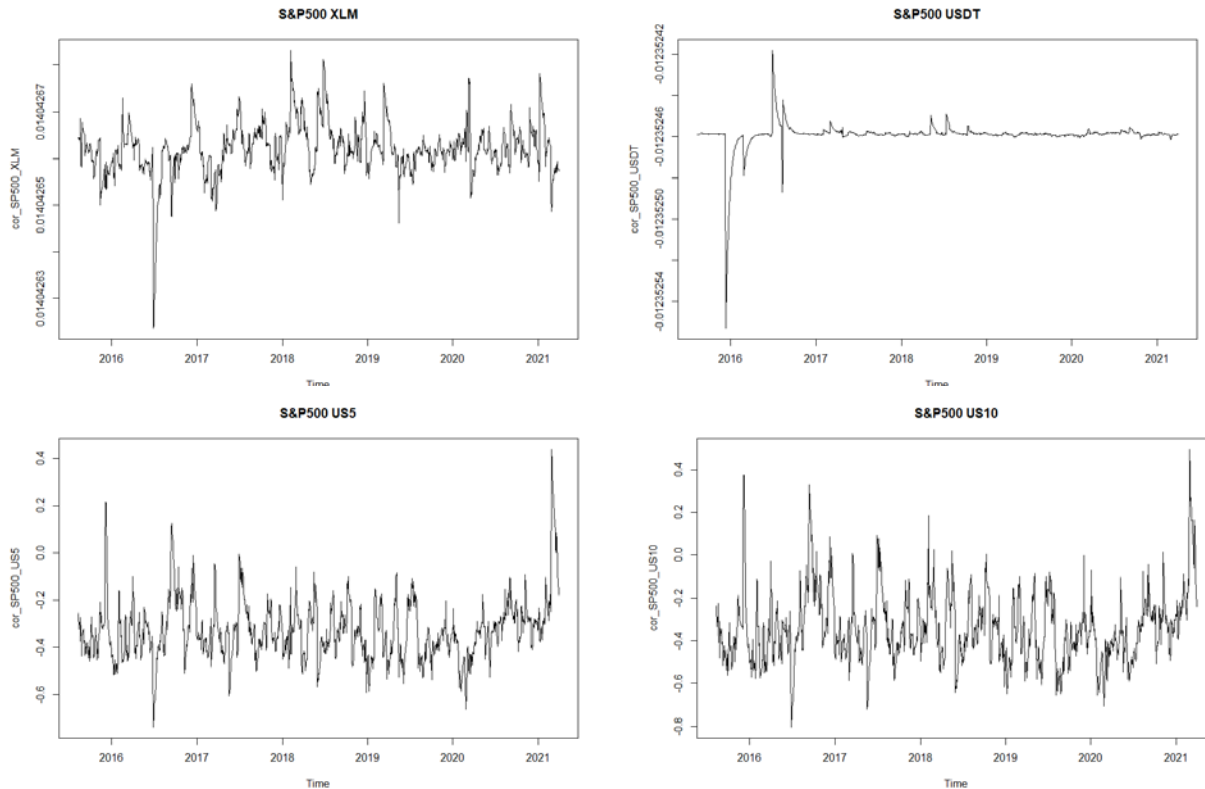 S&P500 XLM
cor_SP500_XLM
0.01404267
0.01404265
0.01404263
2016 2017 2018 2019 2020 2021
Time
S&P500 USDT
cor_SP500_USDT
-0.01235242
-0.01235246
-0.01235250
-0.01235254
2016 2017 2018 2019 2020 2021
Time
S&P500 US5
cor_SP500_US5
0.4
0.2
0.0
-0.2
-0.4
-0.6
2016 2017 2018 2019 2020 2021
Time
S&P500 US10
cor_SP500_US10
0.4
0.2
0.0
-0.2
-0.4
-0.6
-0.8
2016 2017 2018 2019 2020 2021
Time